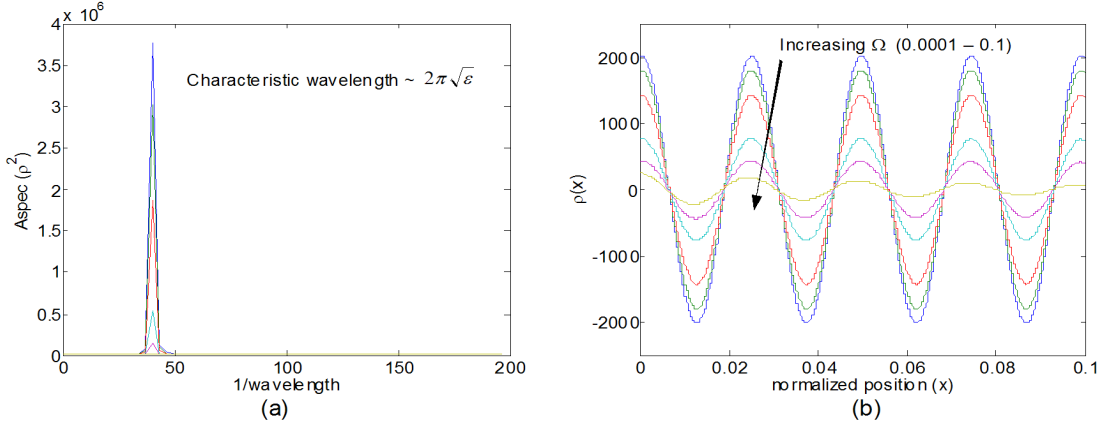 4 x 10^6
3.5
3
2.5
2
1.5
1
0.5
0
Aspec (ρ^2)
Characteristic wavelength ~ 2π√ε
0 50 100 150 200
1/wavelength
(a)
2000
1000
0
-1000
-2000
ρ(x)
Increasing Ω (0.0001 – 0.1)
0 0.02 0.04 0.06 0.08 0.1
normalized position (x)
(b)